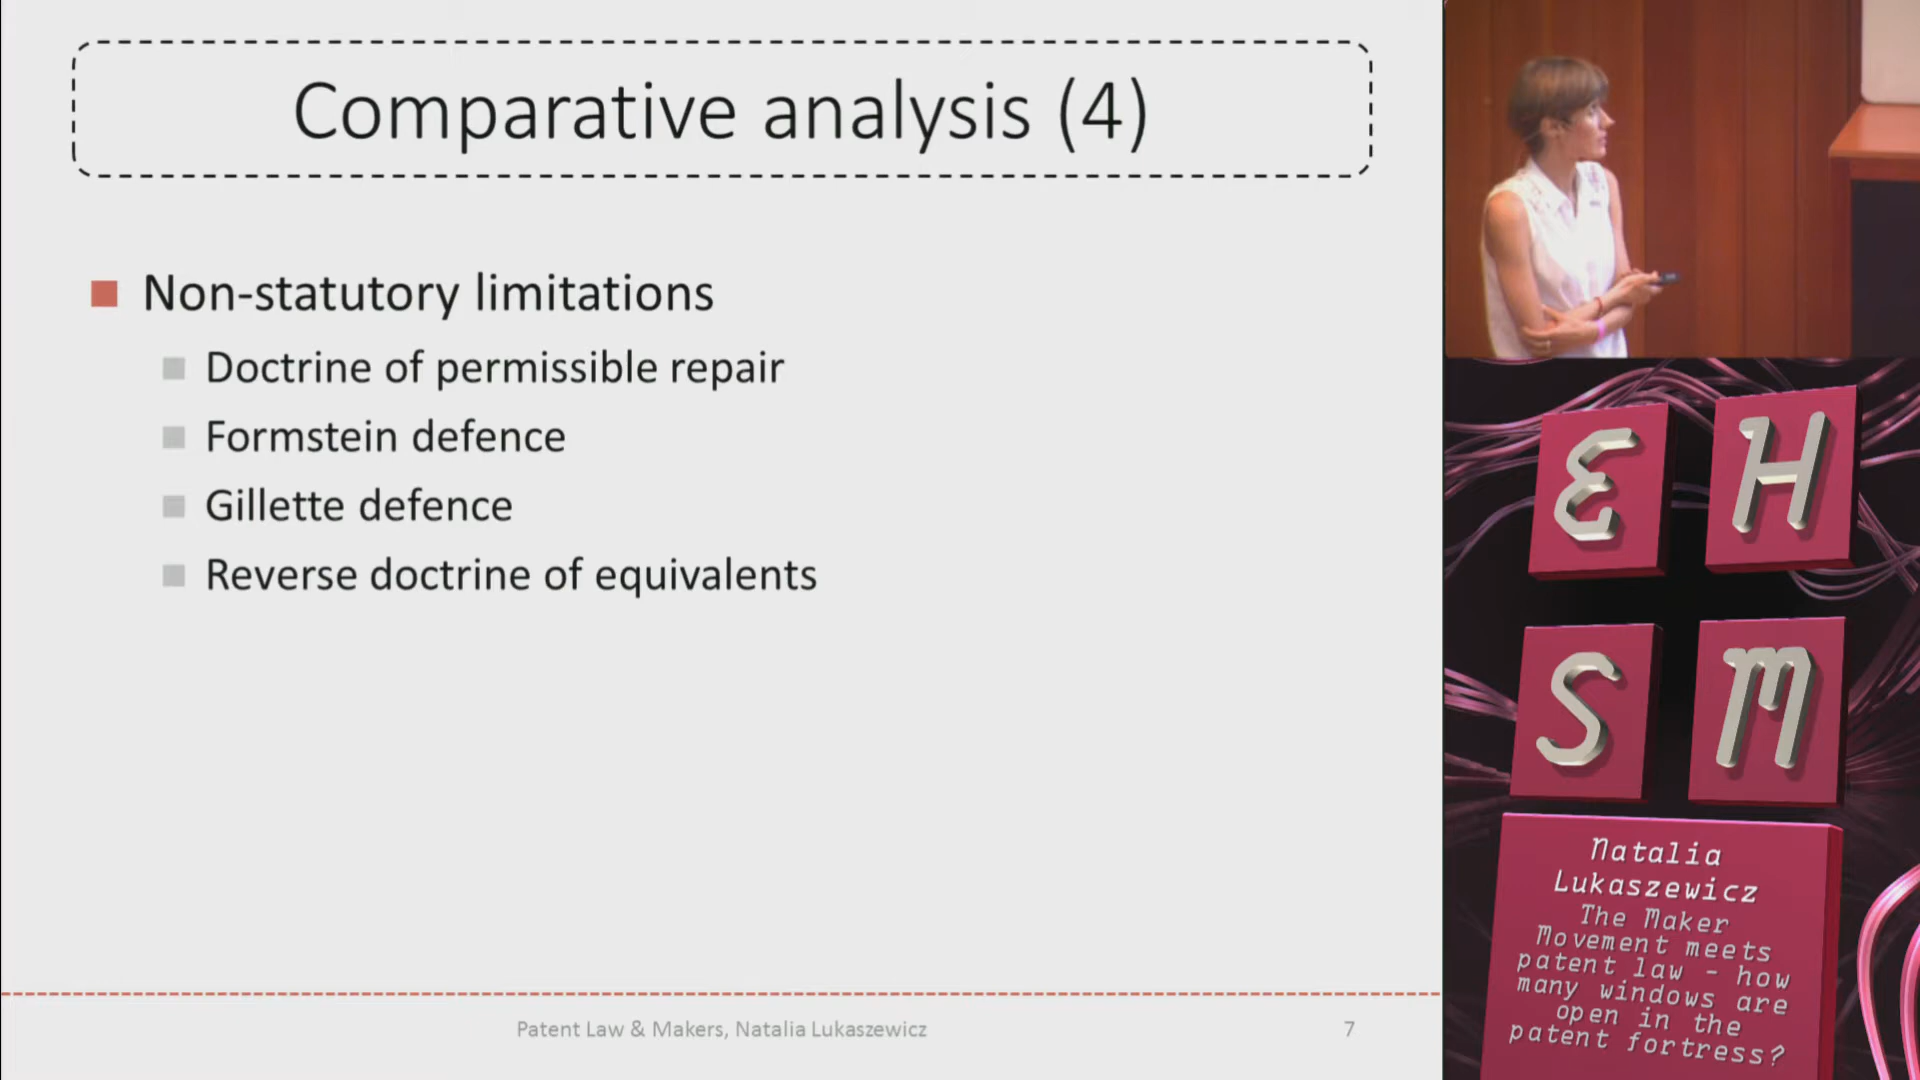 Comparative analysis (4)
Non-statutory limitations
Doctrine of permissible repair
Formstein defence
Gillette defence
Reverse doctrine of equivalents
Patent Law & Makers, Natalia Lukaszewicz
7
E H
S M
Natalia
Lukaszewicz
The Maker
Movement meets
patent law - how
many windows are
open in the
patent fortress?